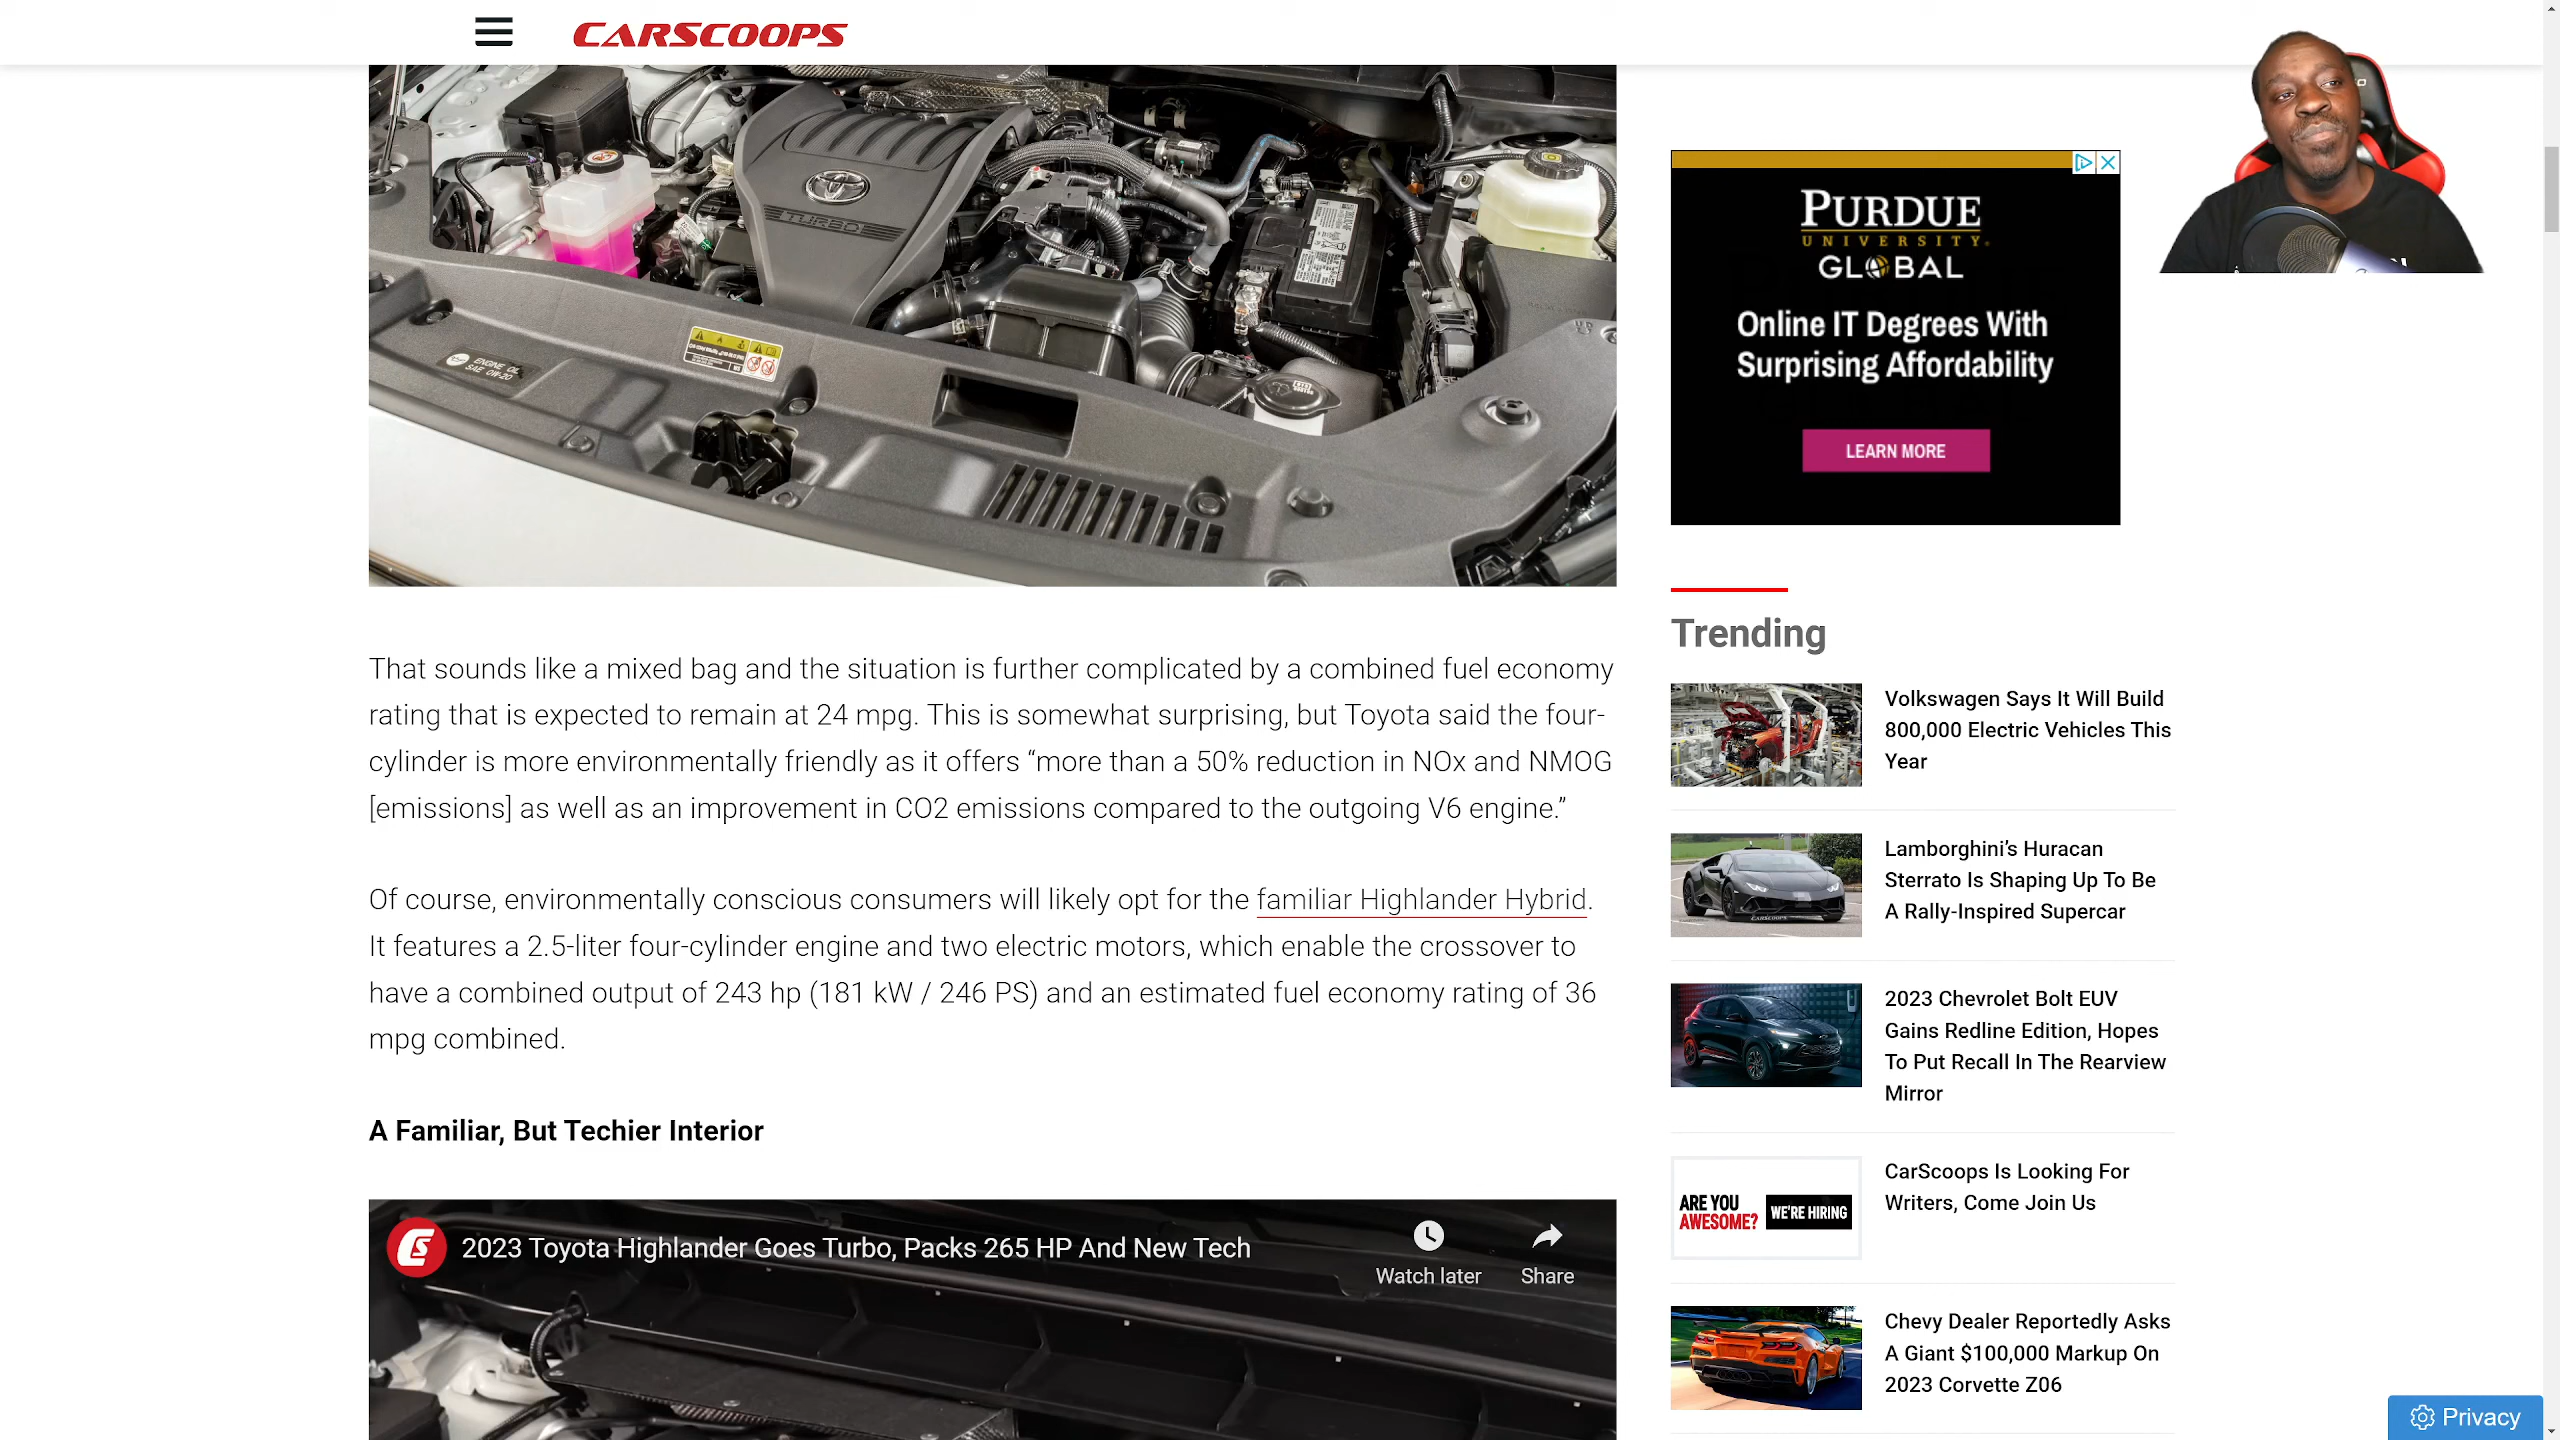 CARSCOOPS
TURBO
ENGINE OIL
SAE 0W-20
That sounds like a mixed bag and the situation is further complicated by a combined fuel economy
rating that is expected to remain at 24 mpg. This is somewhat surprising, but Toyota said the four-
cylinder is more environmentally friendly as it offers “more than a 50% reduction in NOx and NMOG
[emissions] as well as an improvement in CO2 emissions compared to the outgoing V6 engine.”
Of course, environmentally conscious consumers will likely opt for the familiar Highlander Hybrid.
It features a 2.5-liter four-cylinder engine and two electric motors, which enable the crossover to
have a combined output of 243 hp (181 kW / 246 PS) and an estimated fuel economy rating of 36
mpg combined.
A Familiar, But Techier Interior
2023 Toyota Highlander Goes Turbo, Packs 265 HP And New Tech
Watch later
Share
PURDUE
UNIVERSITY
GLOBAL
Online IT Degrees With
Surprising Affordability
LEARN MORE
Trending
Volkswagen Says It Will Build
800,000 Electric Vehicles This
Year
Lamborghini’s Huracan
Sterrato Is Shaping Up To Be
A Rally-Inspired Supercar
CARSCOOPS
2023 Chevrolet Bolt EUV
Gains Redline Edition, Hopes
To Put Recall In The Rearview
Mirror
ARE YOU
AWESOME?
WE'RE HIRING
CarScoops Is Looking For
Writers, Come Join Us
Chevy Dealer Reportedly Asks
A Giant $100,000 Markup On
2023 Corvette Z06
Privacy